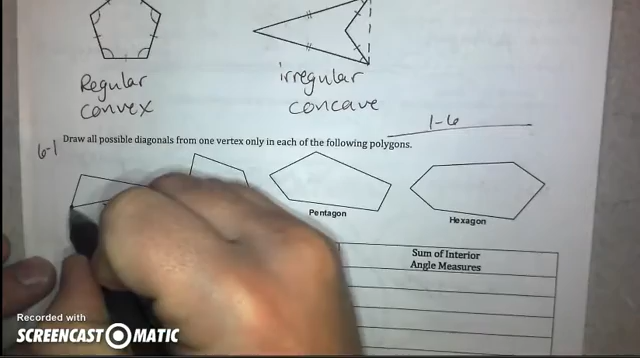 Regular
convex
irregular
concave
1-6
6-1
Draw all possible diagonals from one vertex only in each of the following polygons.
Pentagon
Hexagon
Sum of Interior
Angle Measures
Recorded with
SCREENCAST-O-MATIC